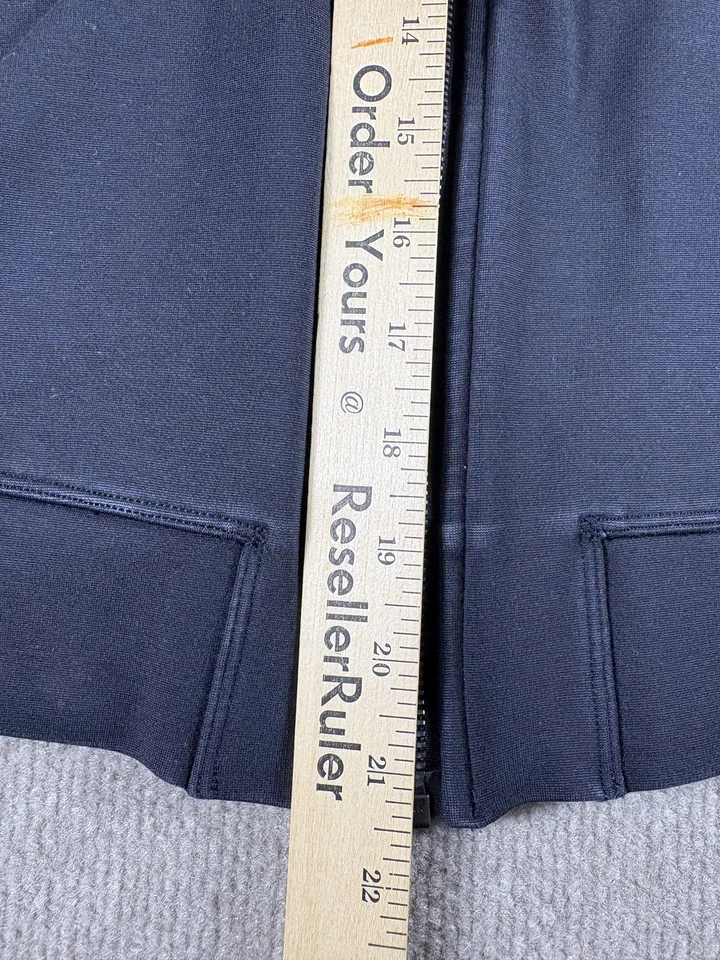 Order Yours @ ResellerRuler
14 15 16 17 18 19 20 21 22